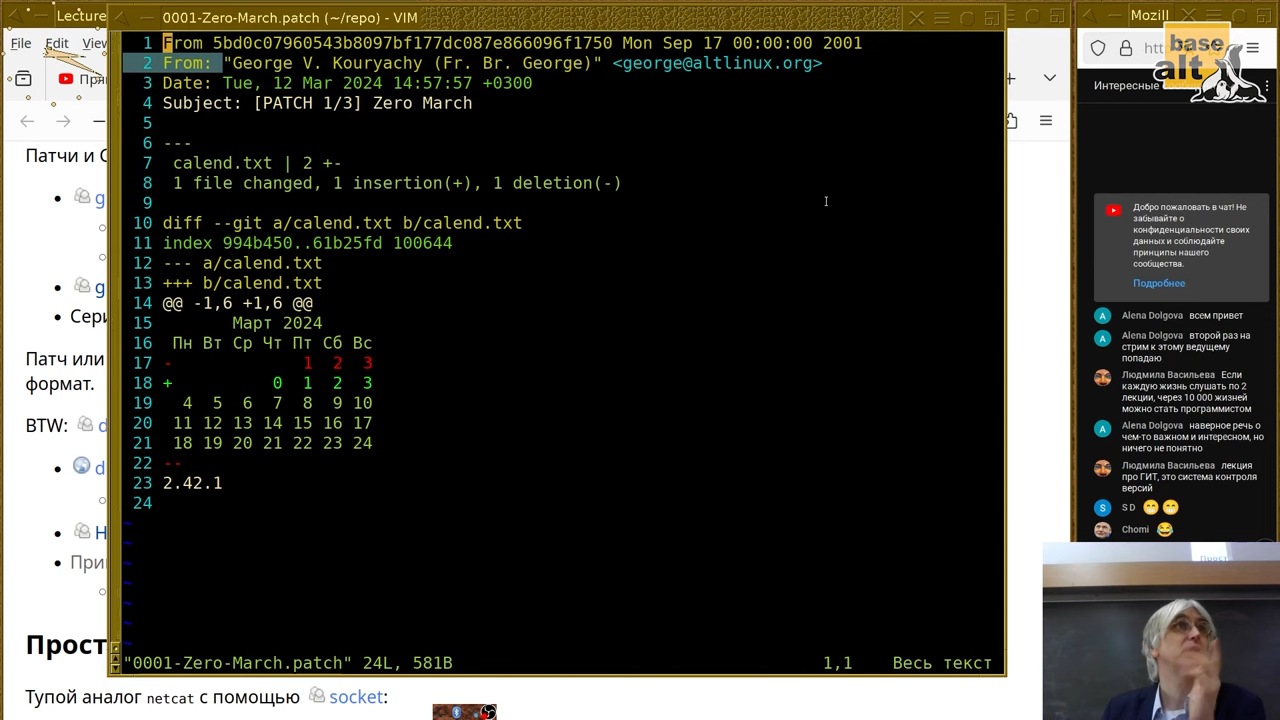 Lecture
0001-Zero-March.patch (~/repo) - VIM
Mozill
File Edit View
Пря
htt
base
alt
Интересные
Патчи и С
g
g
Сери
Патч или
формат.
BTW: d
d
H
При
Прост
Тупой аналог netcat с помощью socket:
1 From 5bd0c07960543b8097bf177dc087e866096f1750 Mon Sep 17 00:00:00 2001
2 From: "George V. Kouryachy (Fr. Br. George)" <george@altlinux.org>
3 Date: Tue, 12 Mar 2024 14:57:57 +0300
4 Subject: [PATCH 1/3] Zero March
5
6 ---
7  calend.txt | 2 +-
8  1 file changed, 1 insertion(+), 1 deletion(-)
9
10 diff --git a/calend.txt b/calend.txt
11 index 994b450..61b25fd 100644
12 --- a/calend.txt
13 +++ b/calend.txt
14 @@ -1,6 +1,6 @@
15       Март 2024
16  Пн Вт Ср Чт Пт Сб Вс
17 -             1  2  3
18 +          0  1  2  3
19   4  5  6  7  8  9 10
20  11 12 13 14 15 16 17
21  18 19 20 21 22 23 24
22 --
23 2.42.1
24
~
~
~
~
~
~
~
"0001-Zero-March.patch" 24L, 581B 1,1 Весь текст
Добро пожаловать в чат! Не
забывайте о
конфиденциальности своих
данных и соблюдайте
принципы нашего
сообщества.
Подробнее
A Alena Dolgova всем привет
A Alena Dolgova второй раз на
стрим к этому ведущему
попадаю
Людмила Васильева Если
каждую жизнь слушать по 2
лекции, через 10 000 жизней
можно стать программистом
A Alena Dolgova наверное речь о
чем-то важном и интересном, но
ничего не понятно
Людмила Васильева лекция
про ГИТ, это система контроля
версий
S S D 😁😁
Chomi 😂